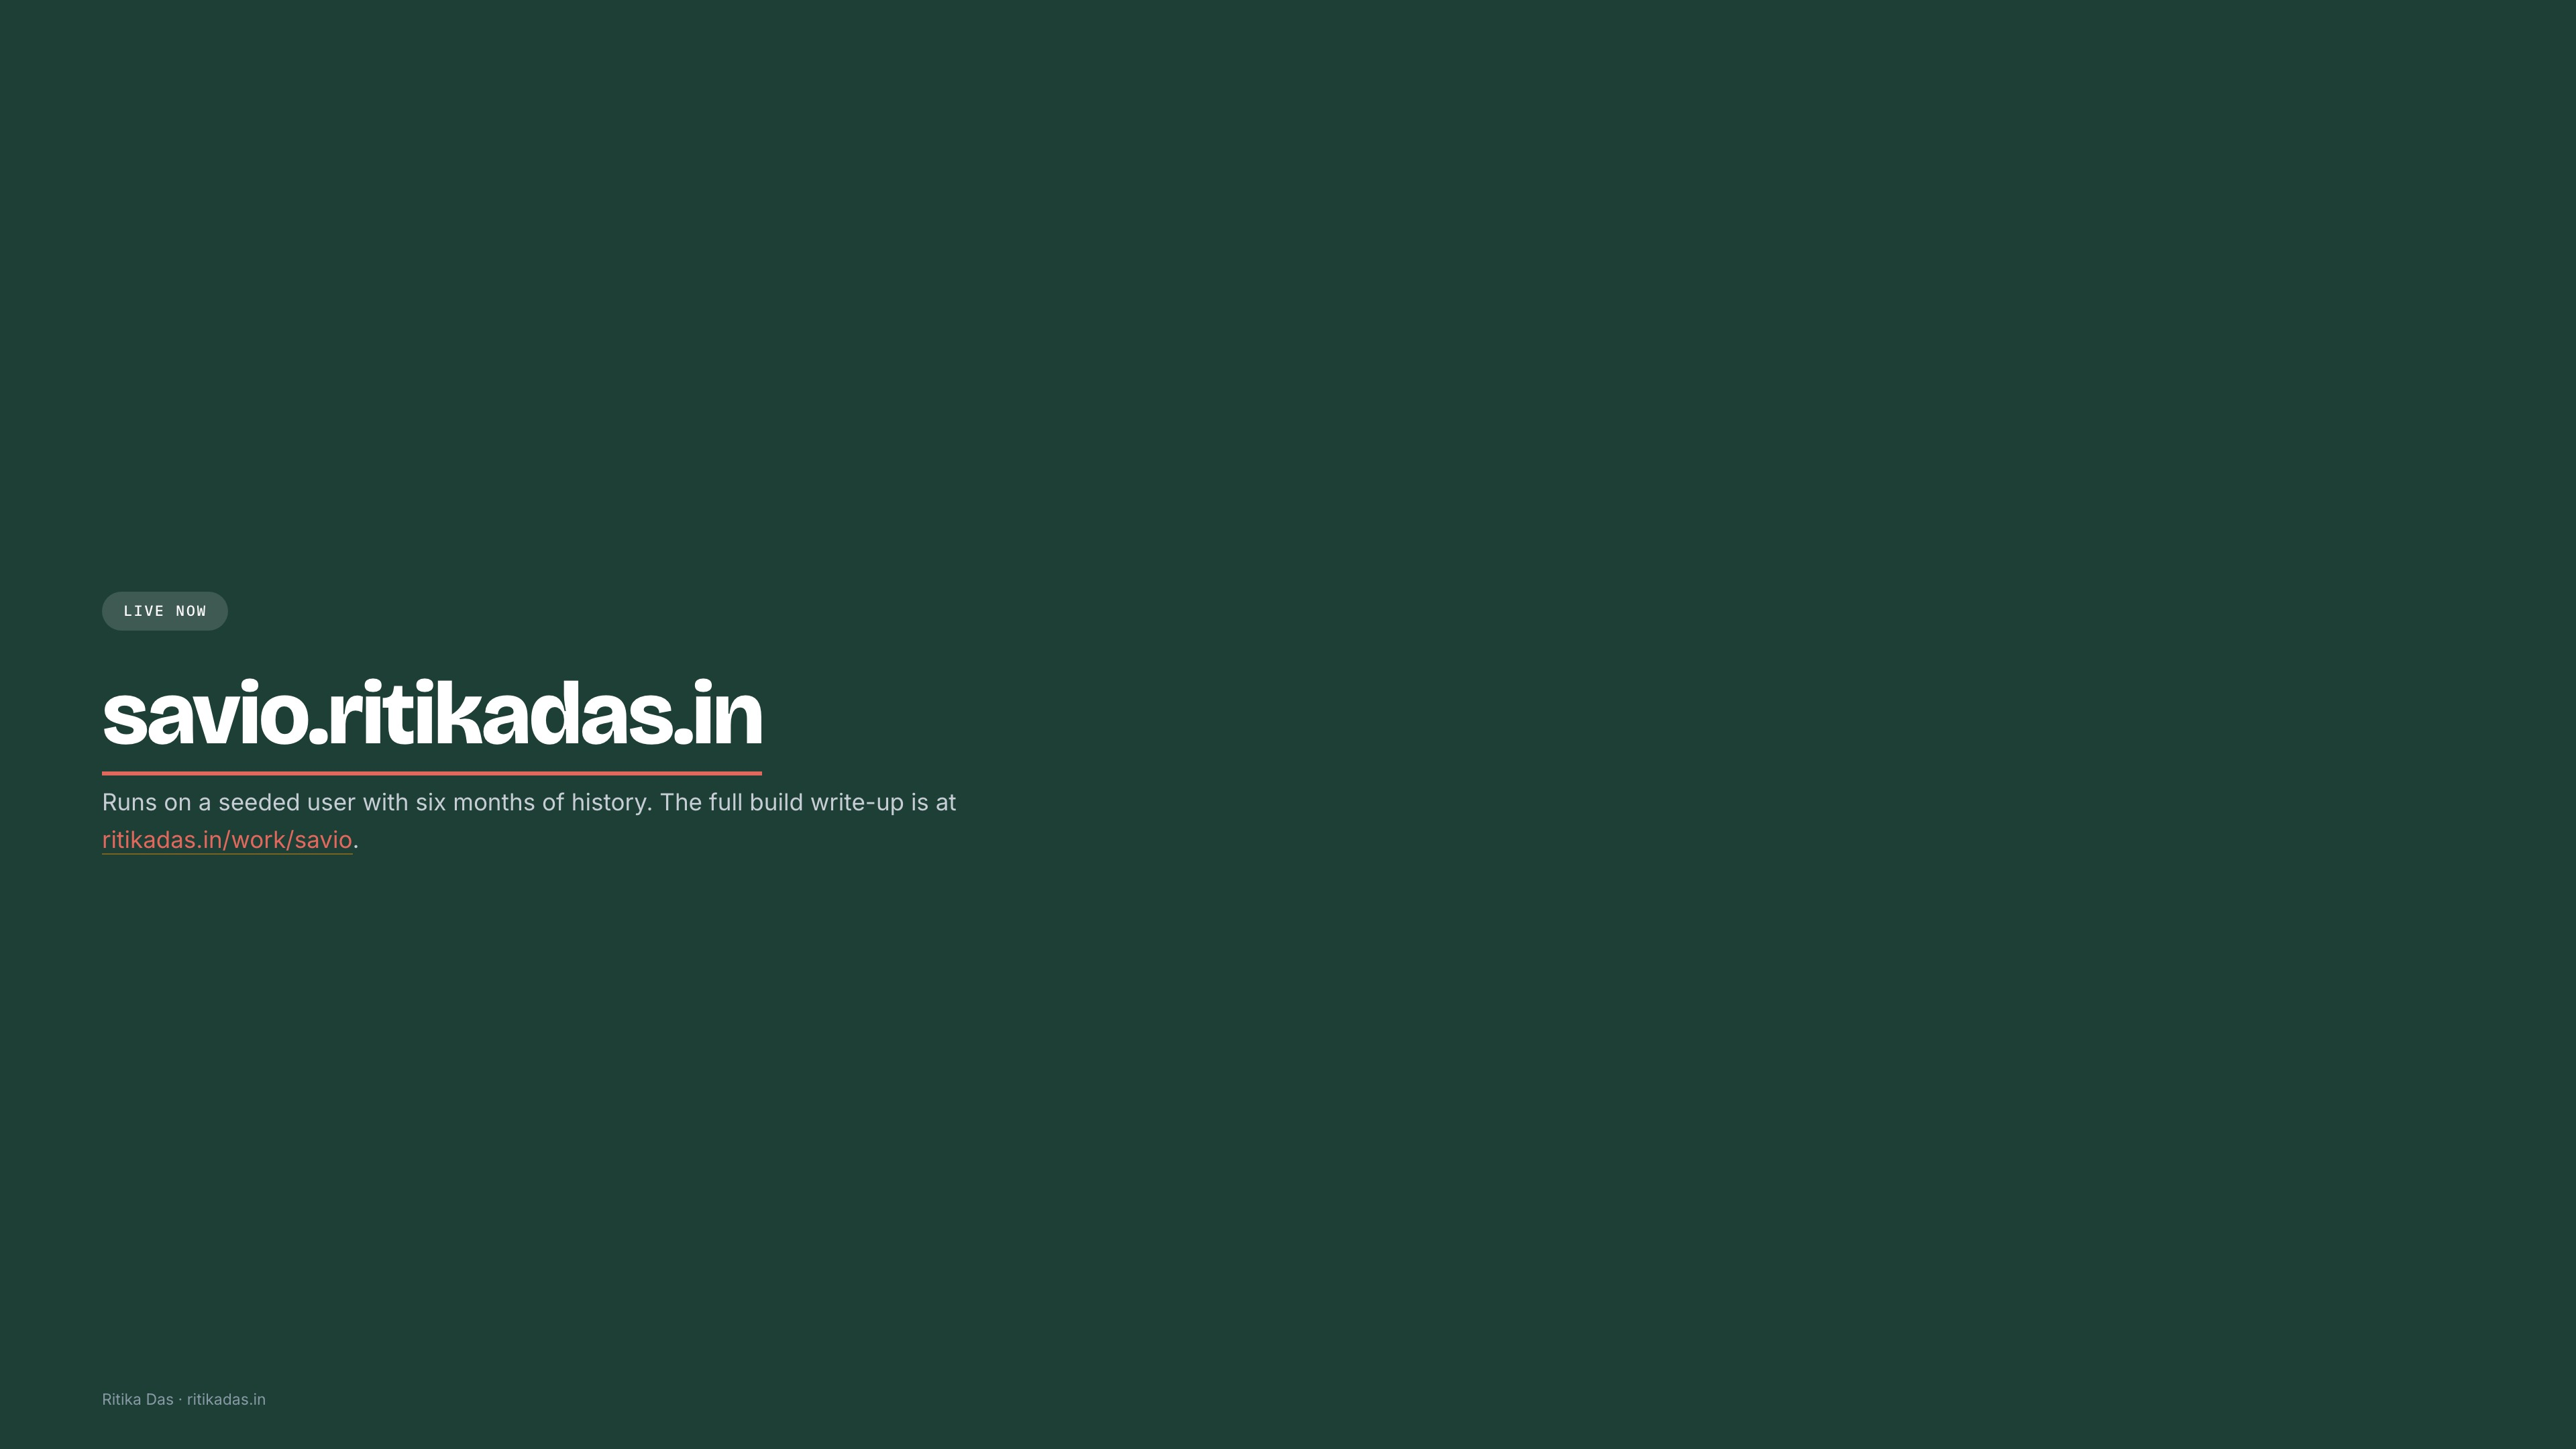 LIVE NOW
savio.ritikadas.in
Runs on a seeded user with six months of history. The full build write-up is at
ritikadas.in/work/savio.
Ritika Das · ritikadas.in